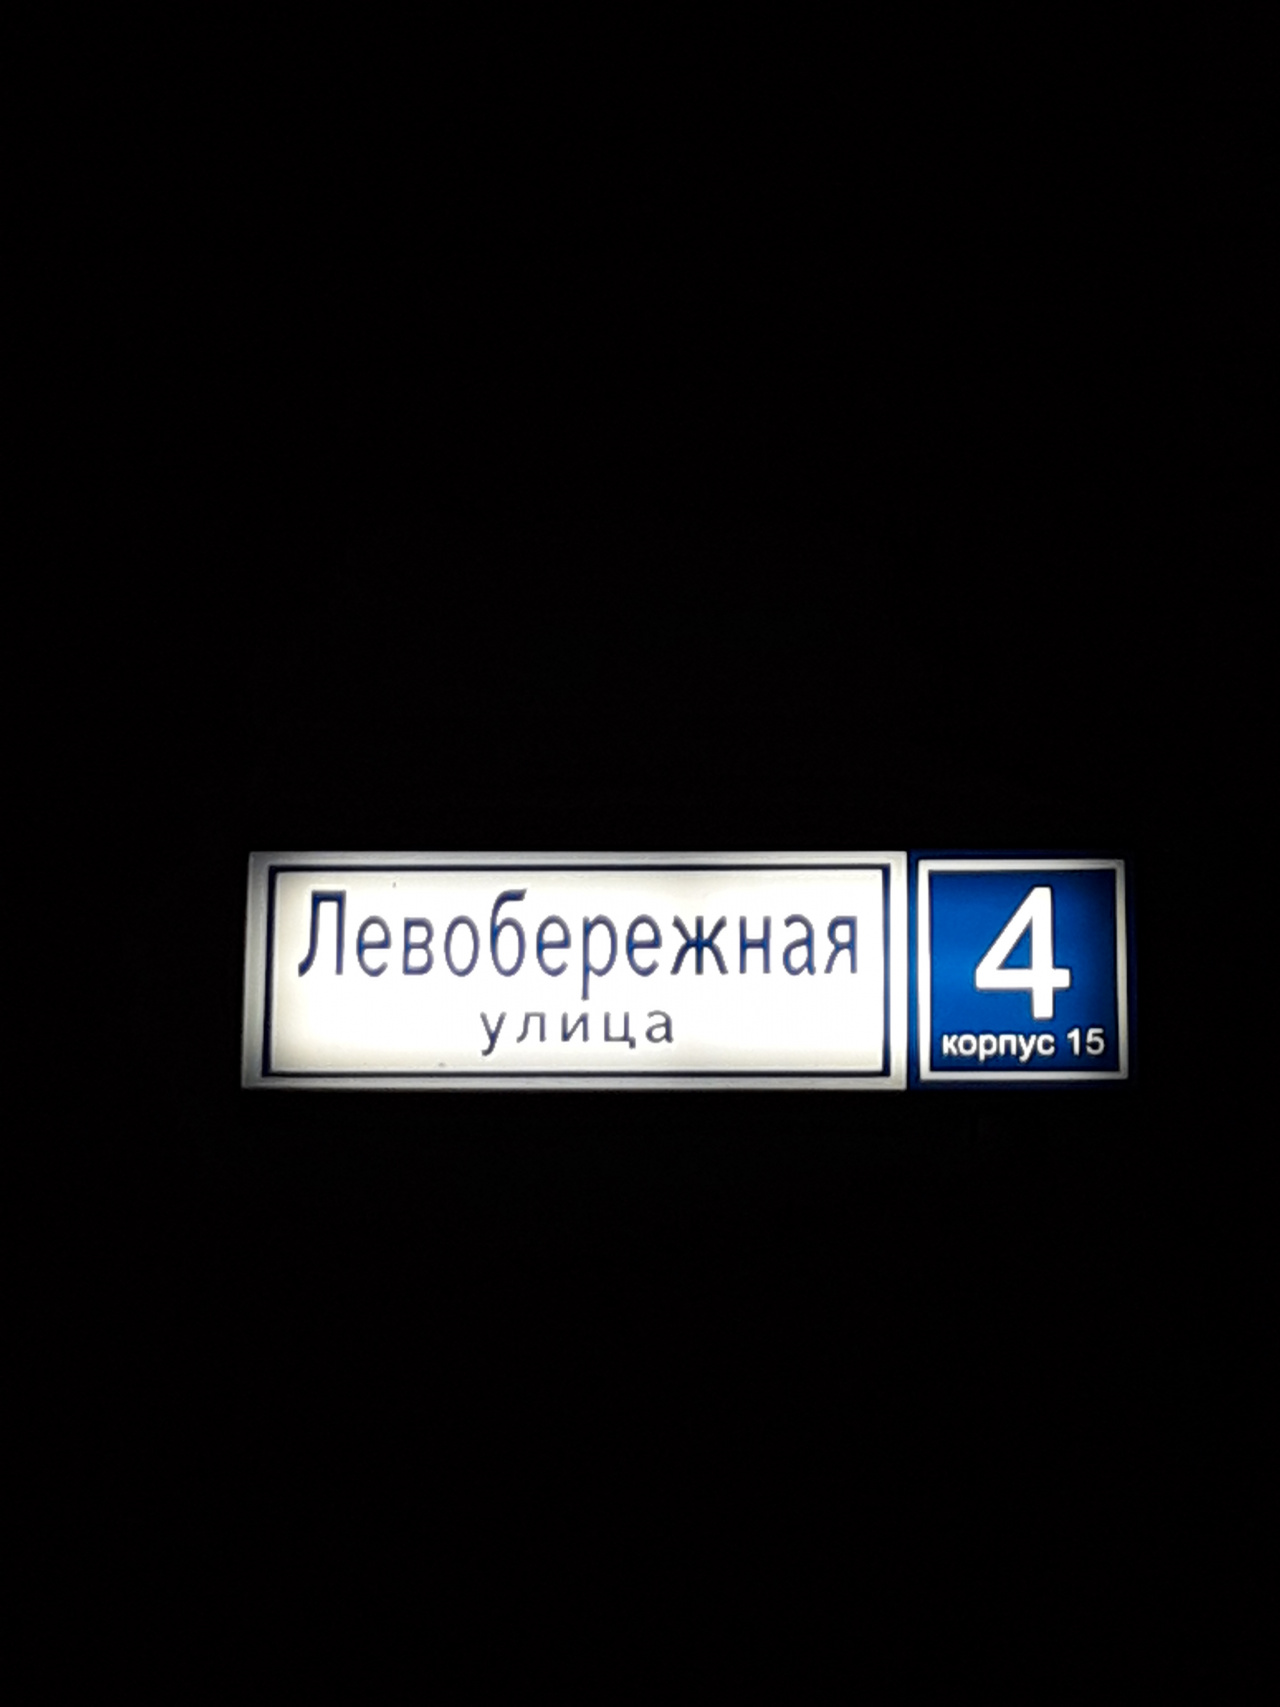 Левобережная
улица
4
корпус 15